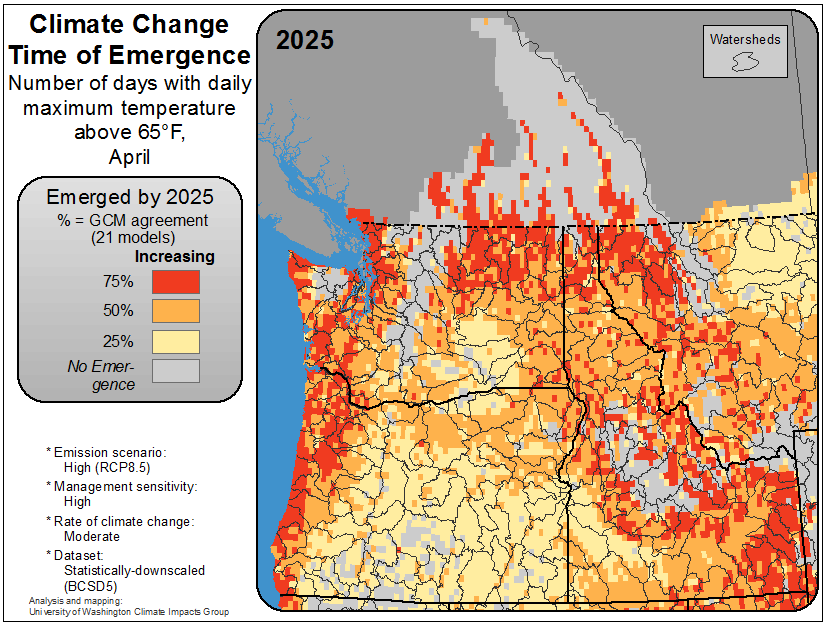 Climate Change
Time of Emergence
Number of days with daily
maximum temperature
above 65°F,
April
Emerged by 2025
% = GCM agreement
(21 models)
Increasing
75%
50%
25%
No Emer-
gence
* Emission scenario:
High (RCP8.5)
* Management sensitivity:
High
* Rate of climate change:
Moderate
* Dataset:
Statistically-downscaled
(BCSD5)
Analysis and mapping:
University of Washington Climate Impacts Group
2025
Watersheds